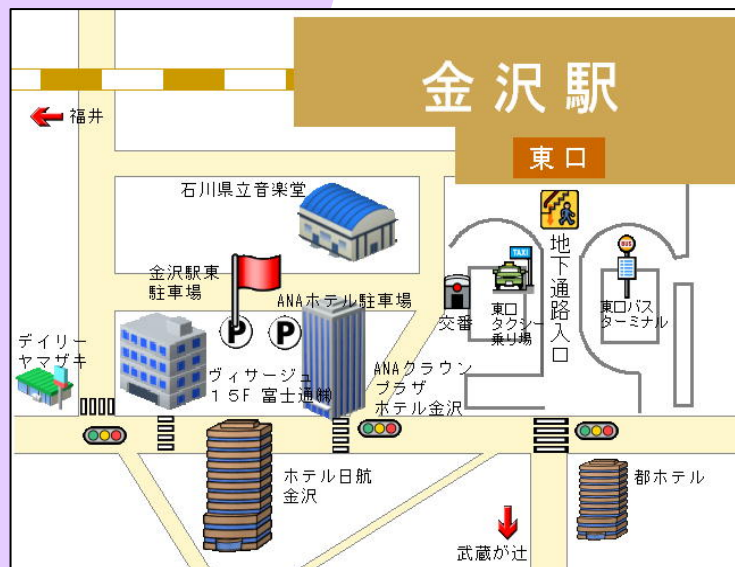 金沢駅
東口
福井
石川県立音楽堂
金沢駅東
駐車場
ANAホテル駐車場
TAXI
BUS
地下通路入口
交番
東口
タクシー
乗り場
東口バス
ターミナル
デイリー
ヤマザキ
P
P
ヴィサージュ
15F 富士通㈱
ANAクラウン
プラザ
ホテル金沢
ホテル日航
金沢
都ホテル
武蔵が辻